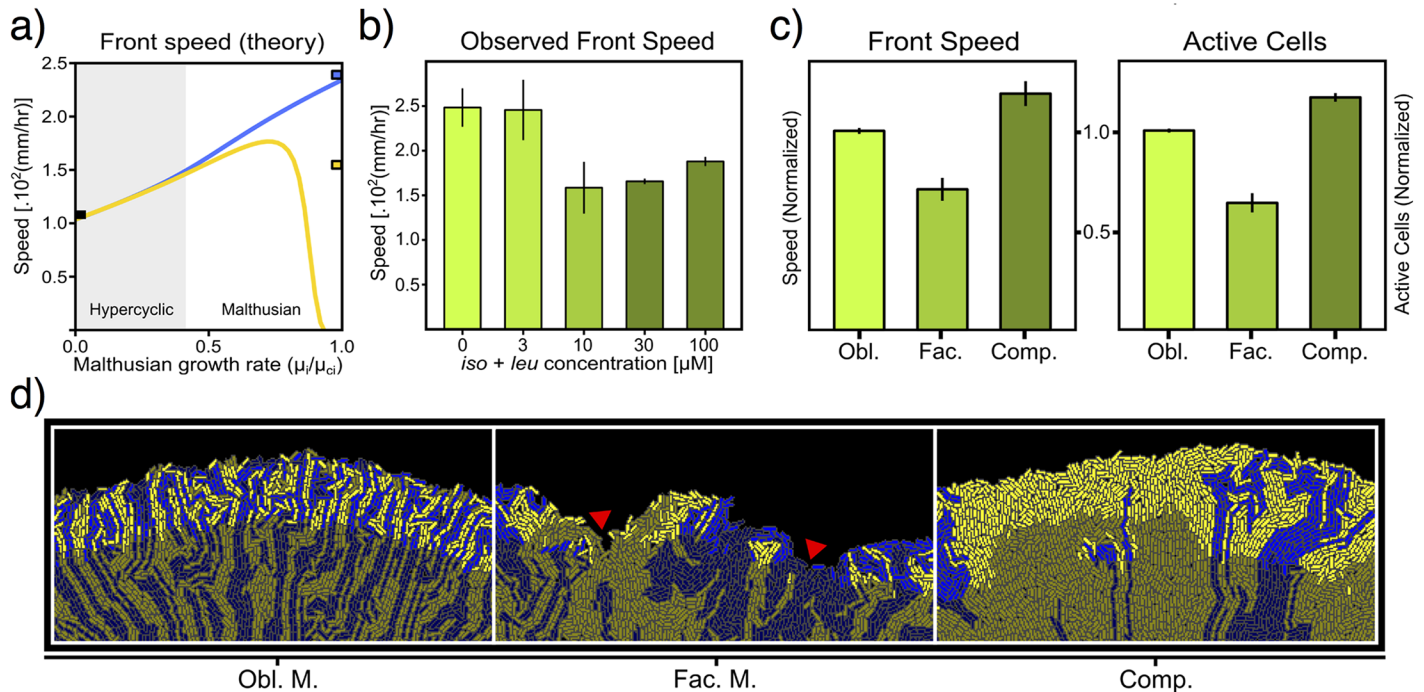 a)
Front speed (theory)
Speed [.10²(mm/hr)]
2.5
2.0
1.5
1.0
0.5
Hypercyclic
Malthusian
0.0
0.5
1.0
Malthusian growth rate (μi/μci)
b)
Observed Front Speed
Speed [.10²(mm/hr)]
2.5
2.0
1.5
1.0
0.5
0
3
10
30
100
iso + leu concentration [μM]
c)
Front Speed
Speed (Normalized)
Obl.
Fac.
Comp.
Active Cells
1.0
0.5
Active Cells (Normalized)
Obl.
Fac.
Comp.
d)
Obl. M.
Fac. M.
Comp.